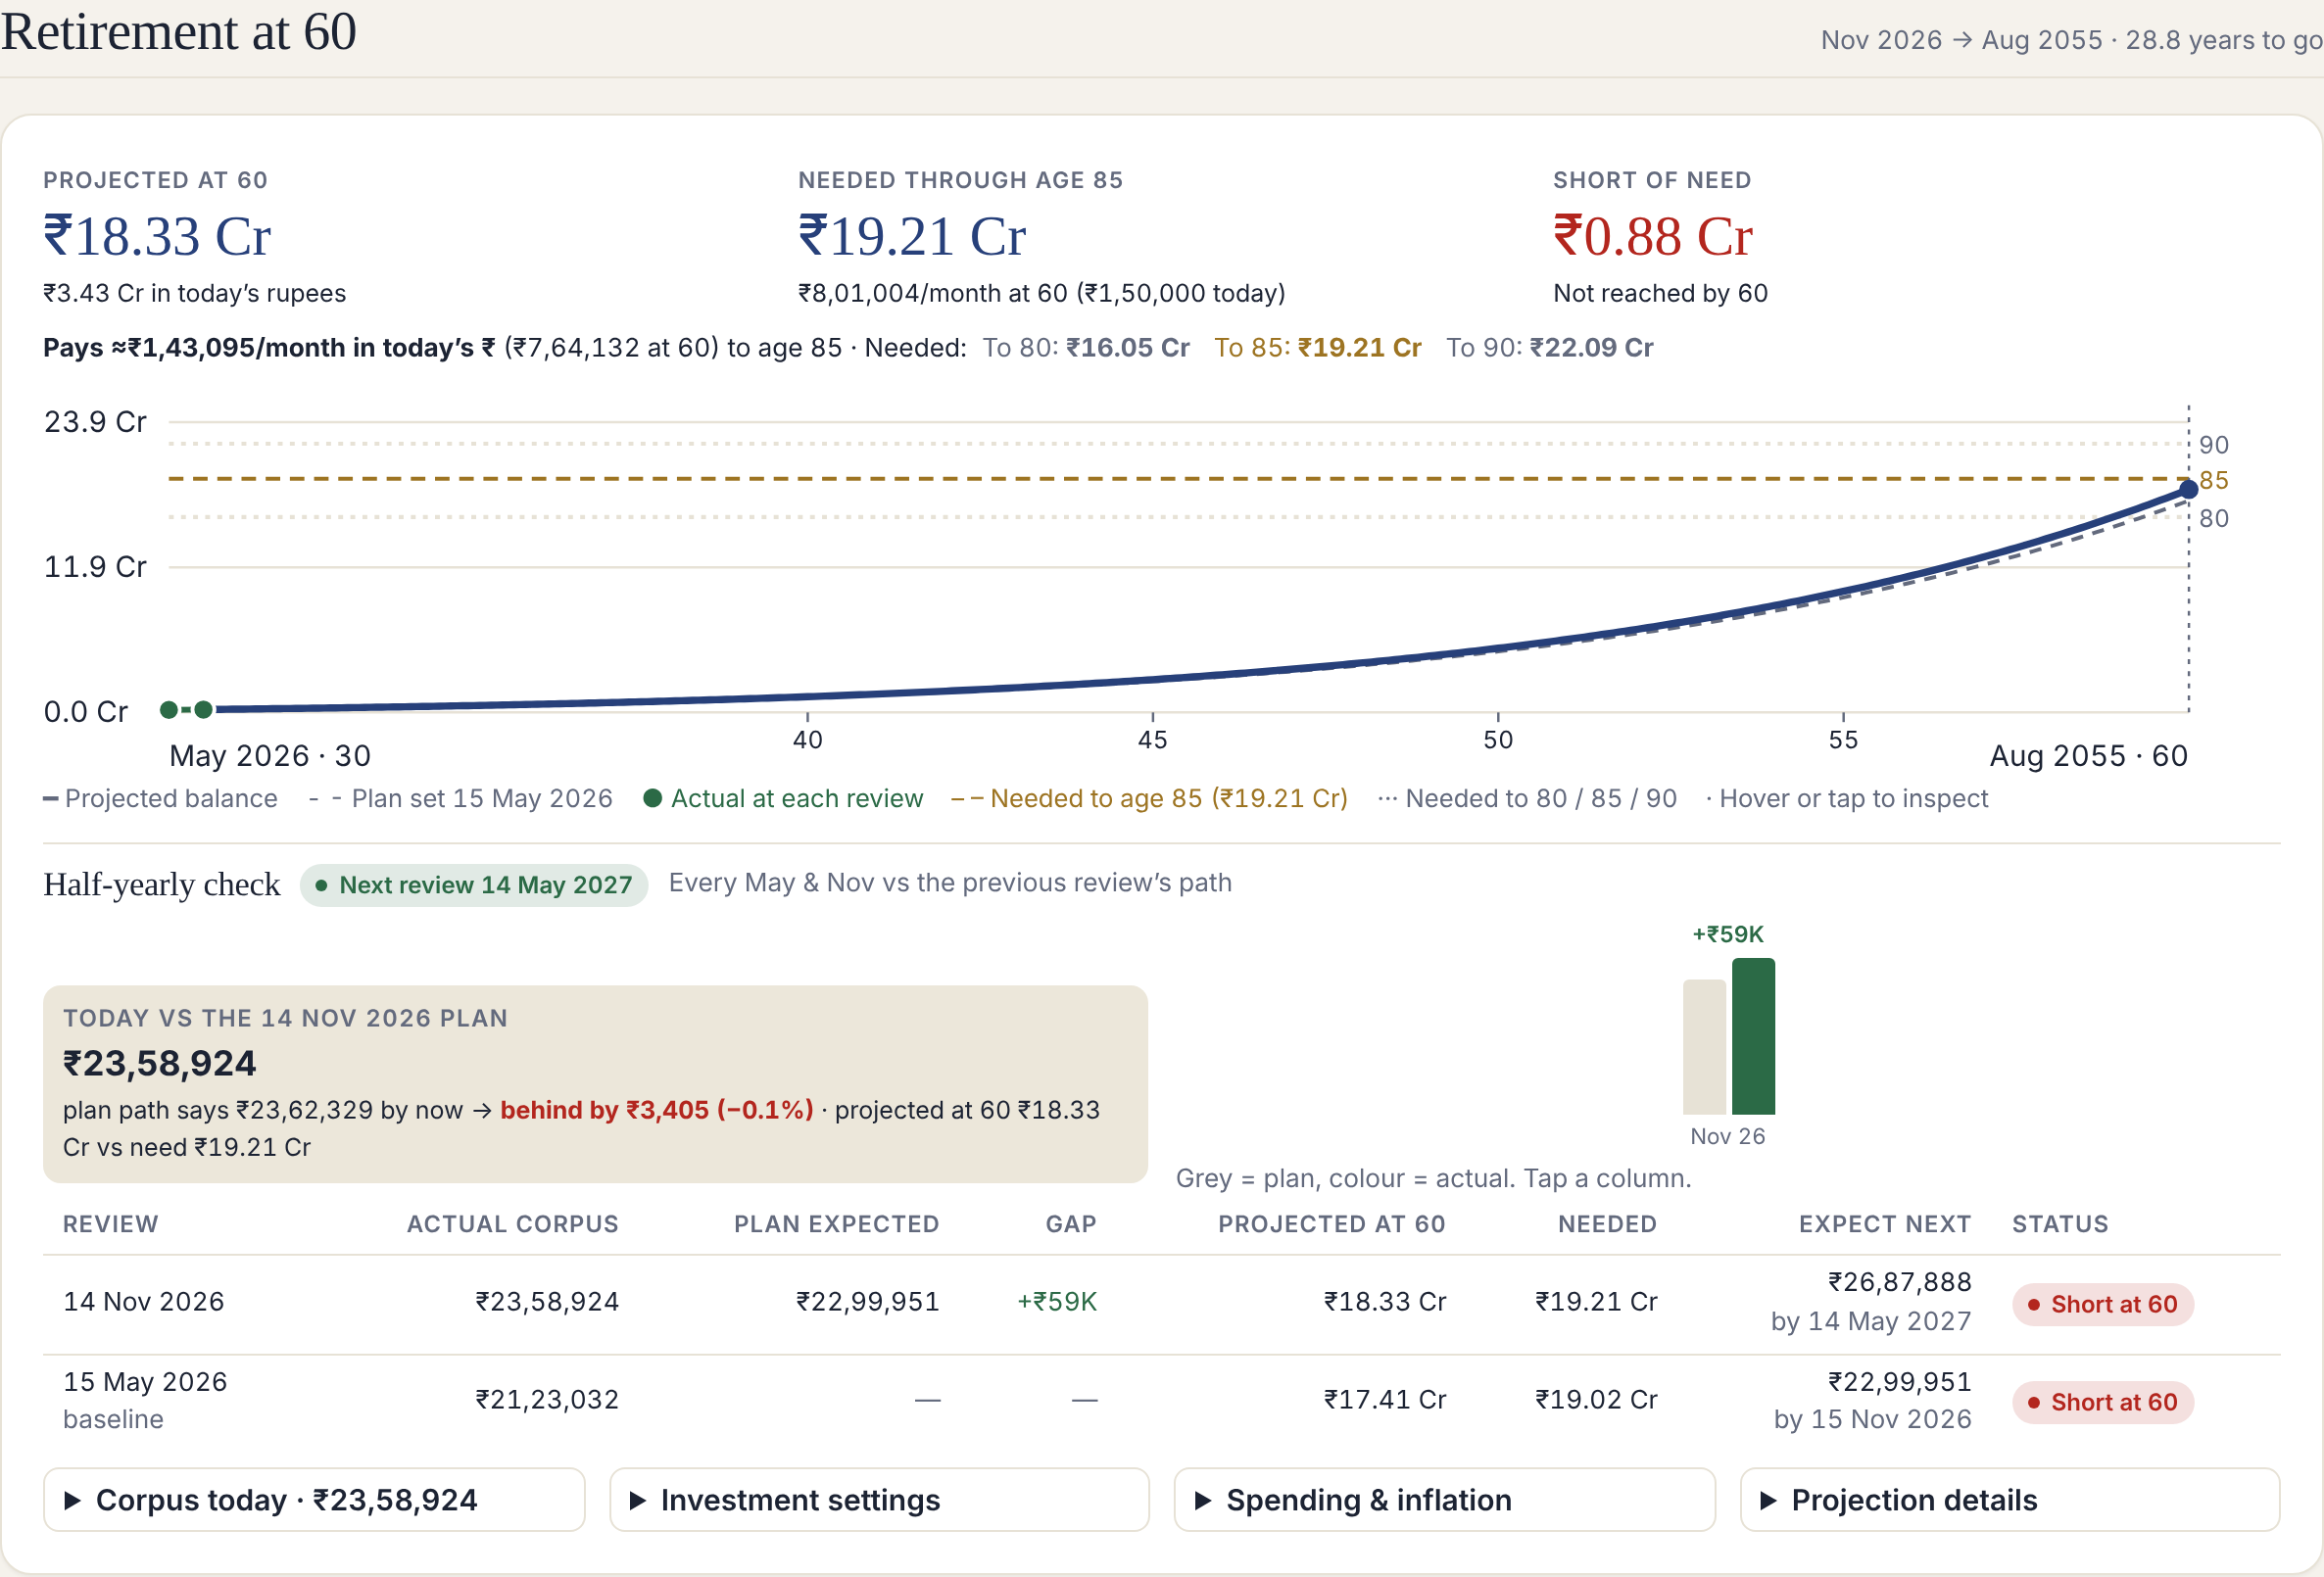 Retirement at 60
Nov 2026 → Aug 2055 · 28.8 years to go
PROJECTED AT 60
₹18.33 Cr
₹3.43 Cr in today’s rupees
NEEDED THROUGH AGE 85
₹19.21 Cr
₹8,01,004/month at 60 (₹1,50,000 today)
SHORT OF NEED
₹0.88 Cr
Not reached by 60
Pays ≈₹1,43,095/month in today’s ₹ (₹7,64,132 at 60) to age 85 · Needed: To 80: ₹16.05 Cr To 85: ₹19.21 Cr To 90: ₹22.09 Cr
23.9 Cr
90
85
80
11.9 Cr
0.0 Cr
40 45 50 55
May 2026 · 30
Aug 2055 · 60
Projected balance - - Plan set 15 May 2026 Actual at each review – – Needed to age 85 (₹19.21 Cr) ··· Needed to 80 / 85 / 90 · Hover or tap to inspect
Half-yearly check
Next review 14 May 2027
Every May & Nov vs the previous review’s path
+₹59K
Nov 26
TODAY VS THE 14 NOV 2026 PLAN
₹23,58,924
plan path says ₹23,62,329 by now → behind by ₹3,405 (−0.1%) · projected at 60 ₹18.33
Cr vs need ₹19.21 Cr
Grey = plan, colour = actual. Tap a column.
REVIEW ACTUAL CORPUS PLAN EXPECTED GAP PROJECTED AT 60 NEEDED EXPECT NEXT STATUS
14 Nov 2026 ₹23,58,924 ₹22,99,951 +₹59K ₹18.33 Cr ₹19.21 Cr ₹26,87,888
by 14 May 2027
Short at 60
15 May 2026
baseline
₹21,23,032 — — ₹17.41 Cr ₹19.02 Cr ₹22,99,951
by 15 Nov 2026
Short at 60
Corpus today · ₹23,58,924
Investment settings
Spending & inflation
Projection details